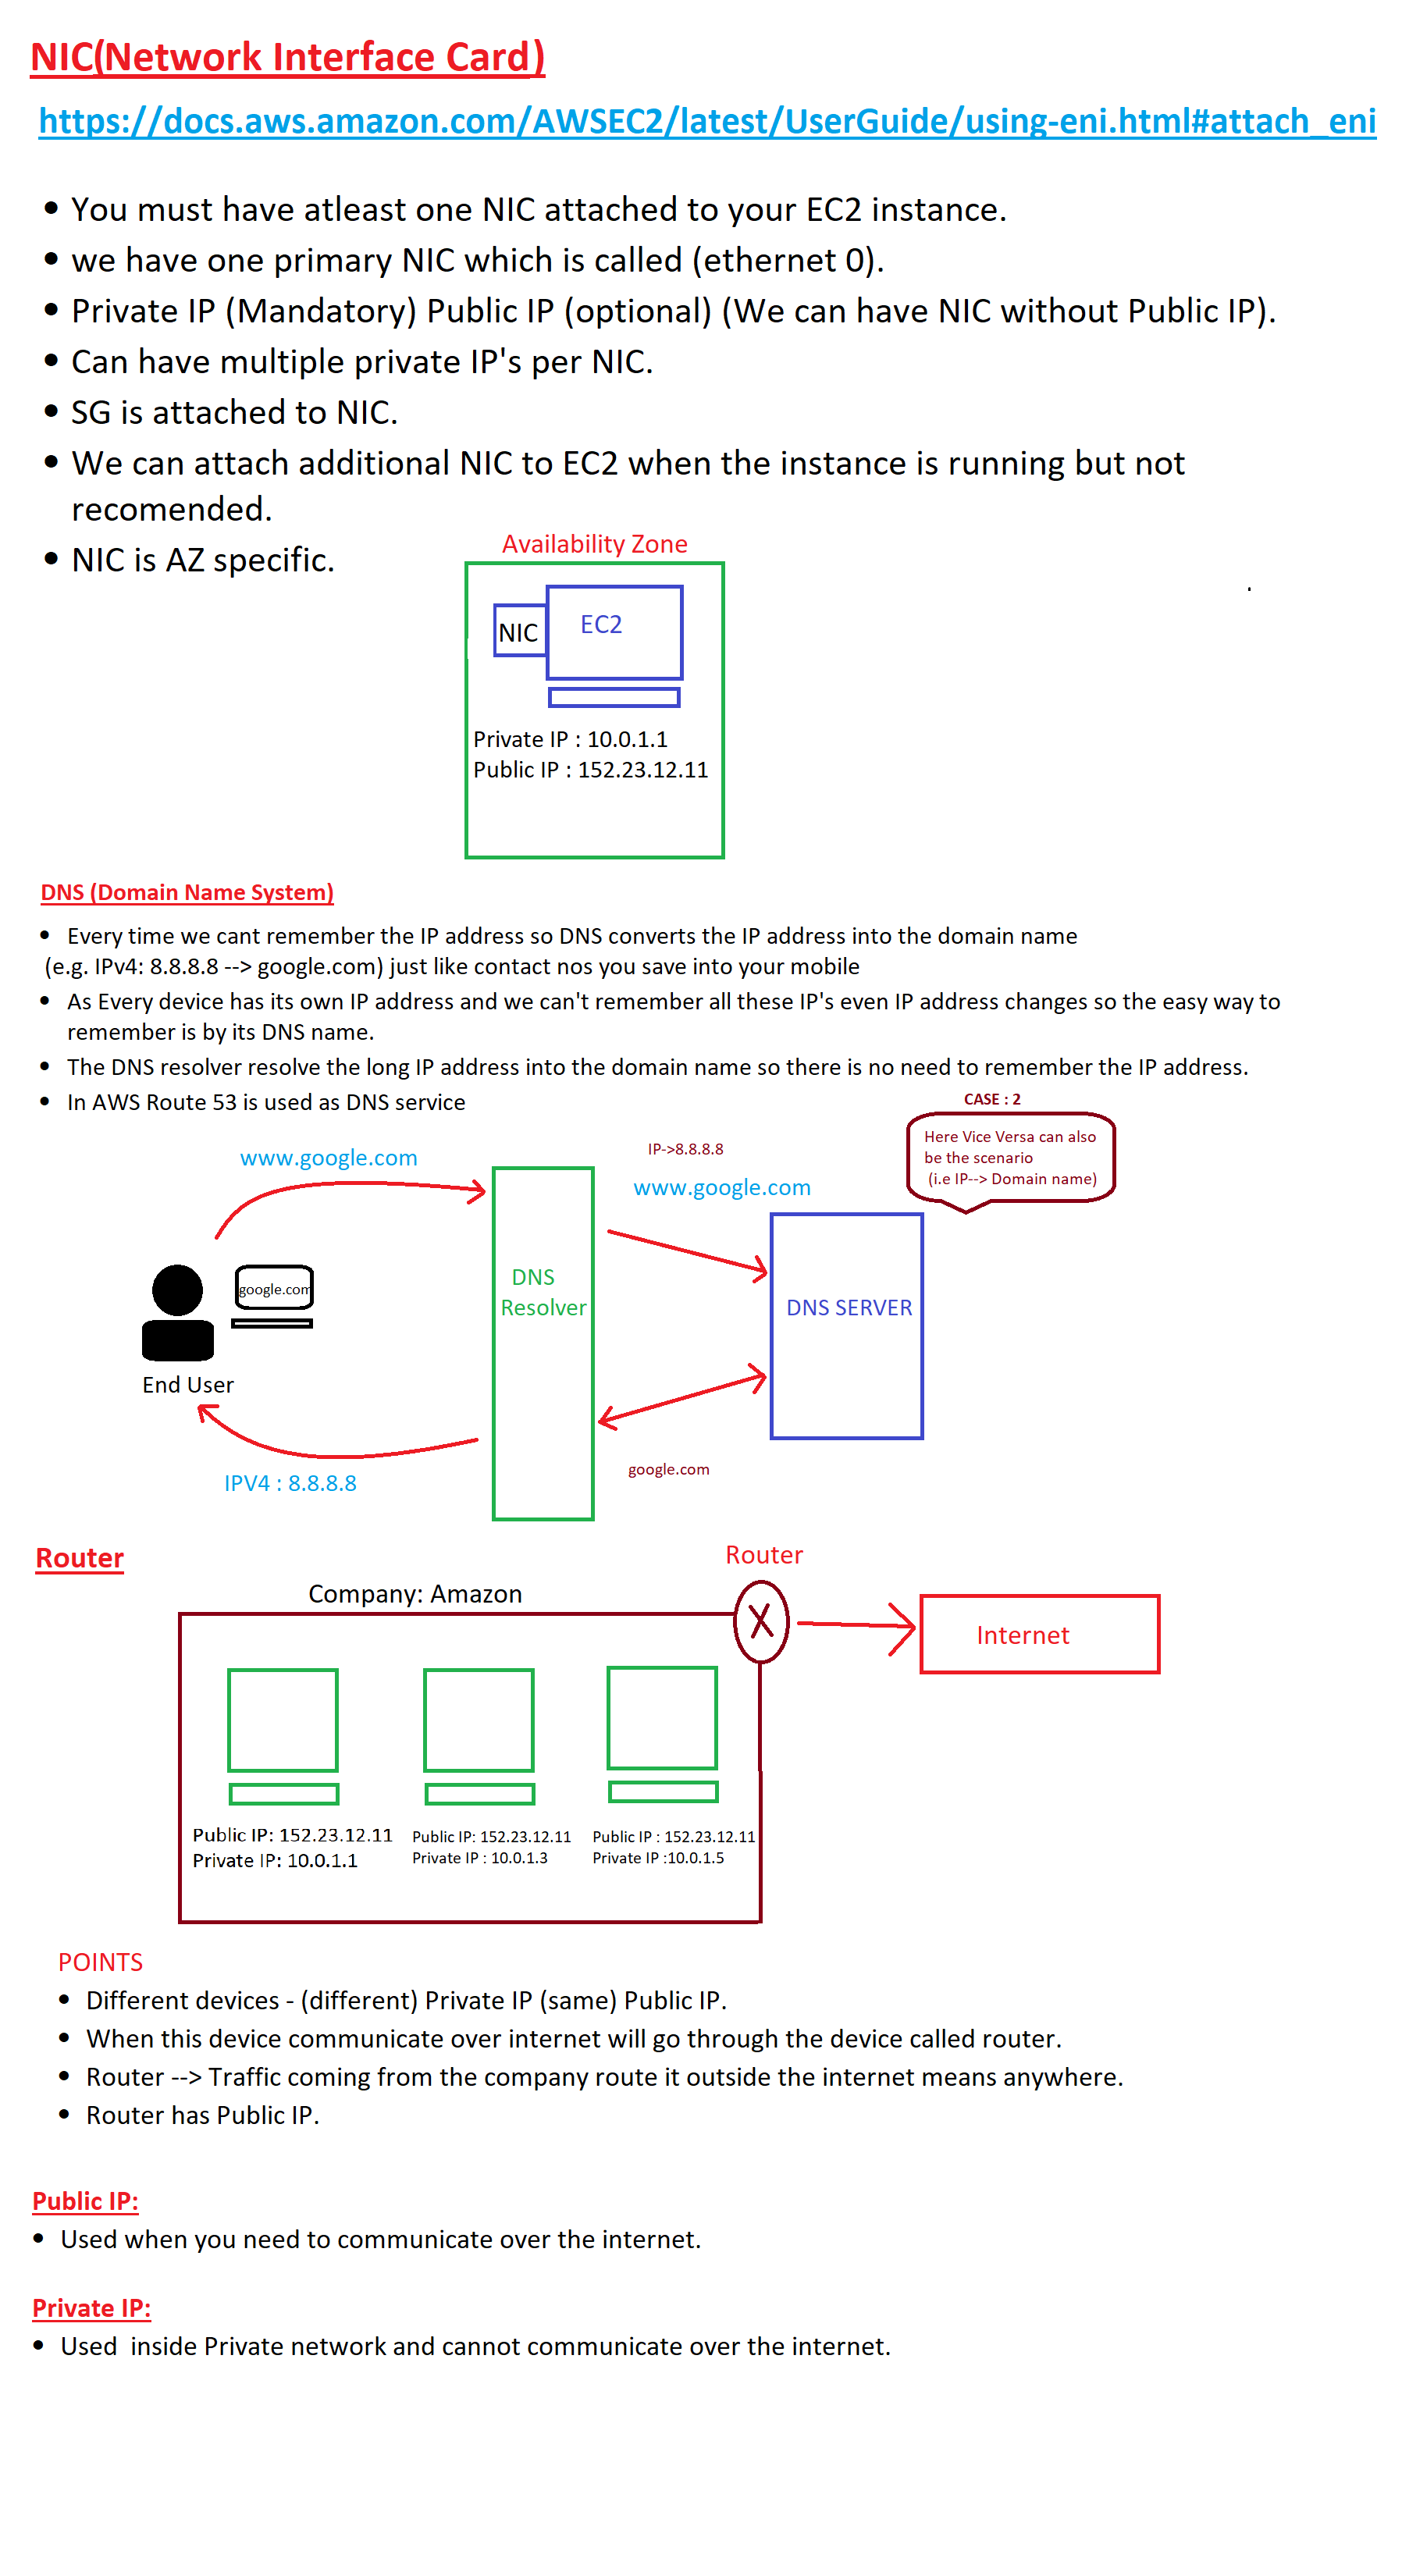 NIC(Network Interface Card)
https://docs.aws.amazon.com/AWSEC2/latest/UserGuide/using-eni.html#attach_eni
• You must have atleast one NIC attached to your EC2 instance.
• we have one primary NIC which is called (ethernet 0).
• Private IP (Mandatory) Public IP (optional) (We can have NIC without Public IP).
• Can have multiple private IP's per NIC.
• SG is attached to NIC.
• We can attach additional NIC to EC2 when the instance is running but not
recomended.
• NIC is AZ specific.
Availability Zone
NIC
EC2
Private IP : 10.0.1.1
Public IP : 152.23.12.11
DNS (Domain Name System)
• Every time we cant remember the IP address so DNS converts the IP address into the domain name
(e.g. IPv4: 8.8.8.8 --> google.com) just like contact nos you save into your mobile
• As Every device has its own IP address and we can't remember all these IP's even IP address changes so the easy way to
remember is by its DNS name.
• The DNS resolver resolve the long IP address into the domain name so there is no need to remember the IP address.
• In AWS Route 53 is used as DNS service
CASE : 2
Here Vice Versa can also
be the scenario
(i.e IP--> Domain name)
www.google.com
IP->8.8.8.8
www.google.com
google.com
DNS
Resolver
DNS SERVER
End User
IPV4 : 8.8.8.8
google.com
Router
Router
Company: Amazon
X
Internet
Public IP: 152.23.12.11
Private IP: 10.0.1.1
Public IP: 152.23.12.11
Private IP : 10.0.1.3
Public IP : 152.23.12.11
Private IP :10.0.1.5
POINTS
• Different devices - (different) Private IP (same) Public IP.
• When this device communicate over internet will go through the device called router.
• Router --> Traffic coming from the company route it outside the internet means anywhere.
• Router has Public IP.
Public IP:
• Used when you need to communicate over the internet.
Private IP:
• Used  inside Private network and cannot communicate over the internet.